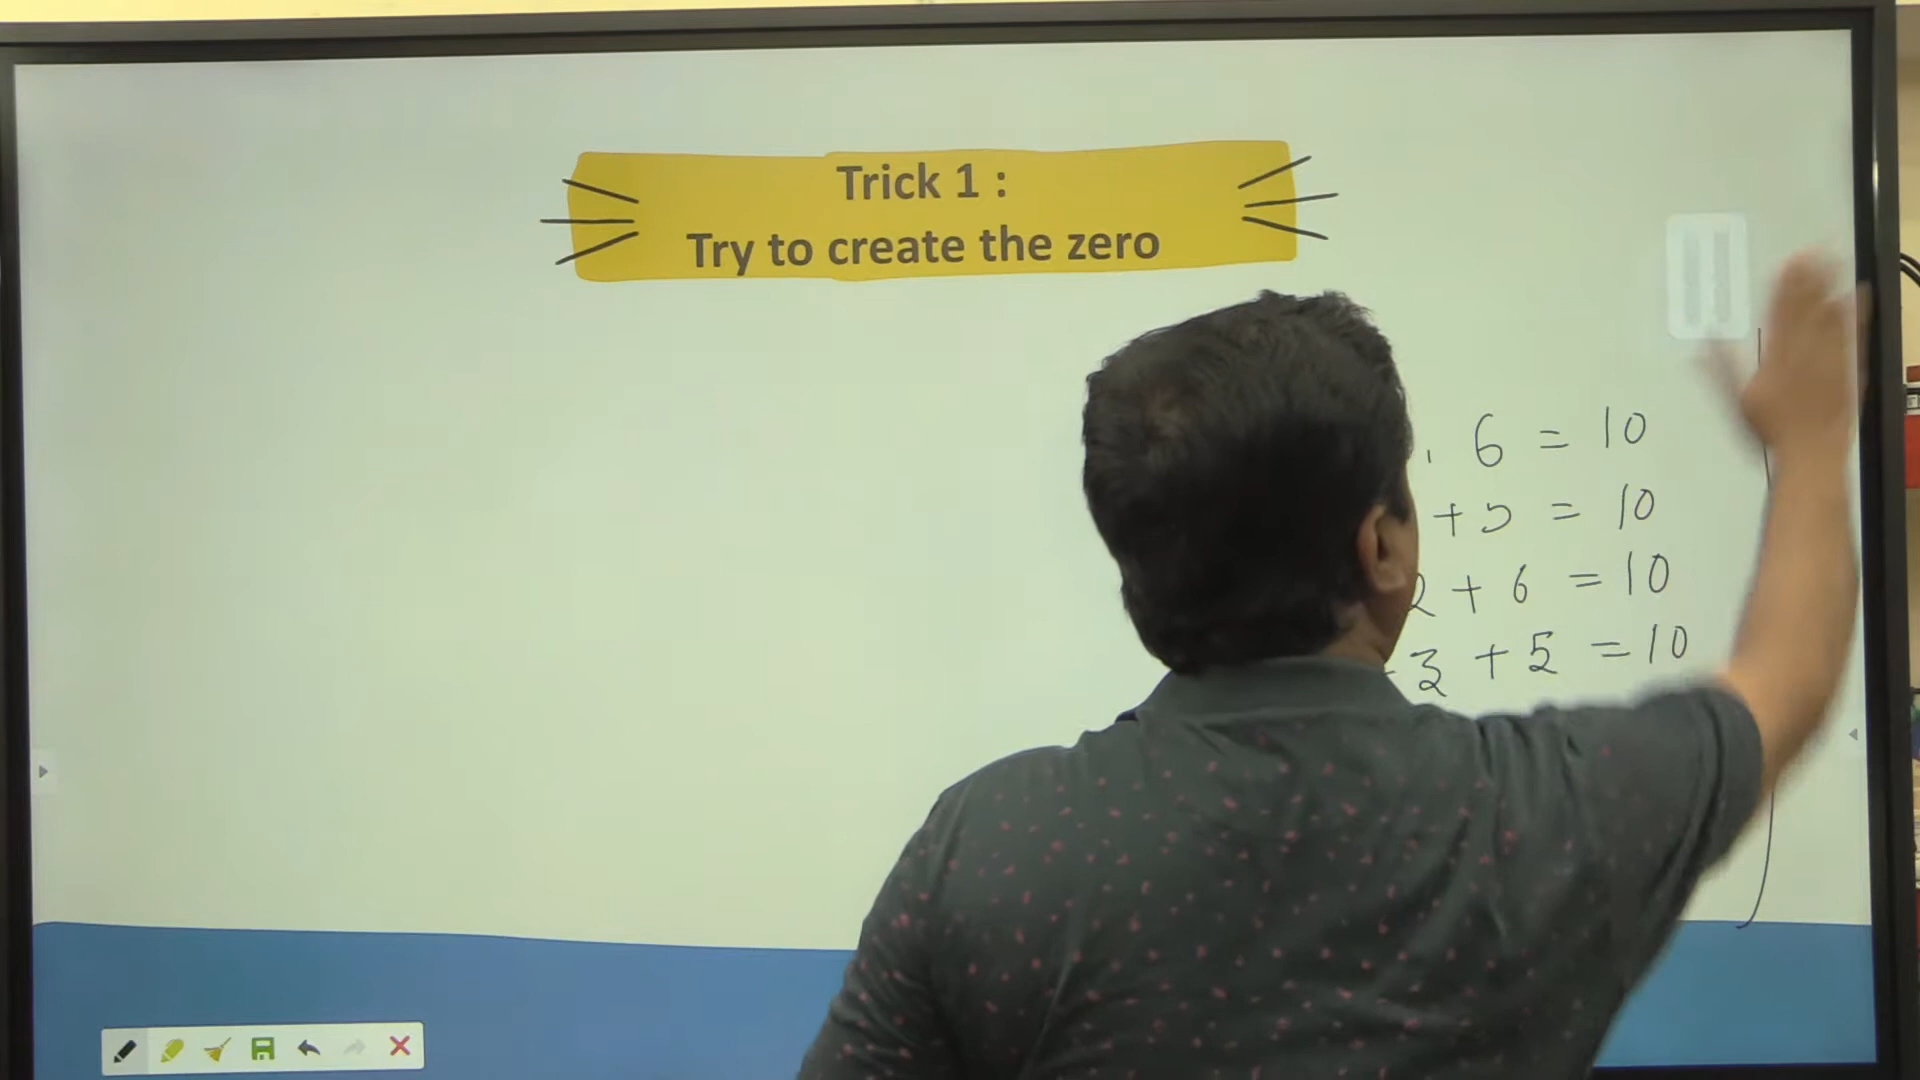 Trick 1 :
Try to create the zero
6 = 10
+ 5 = 10
2 + 6 = 10
3 + 5 = 10